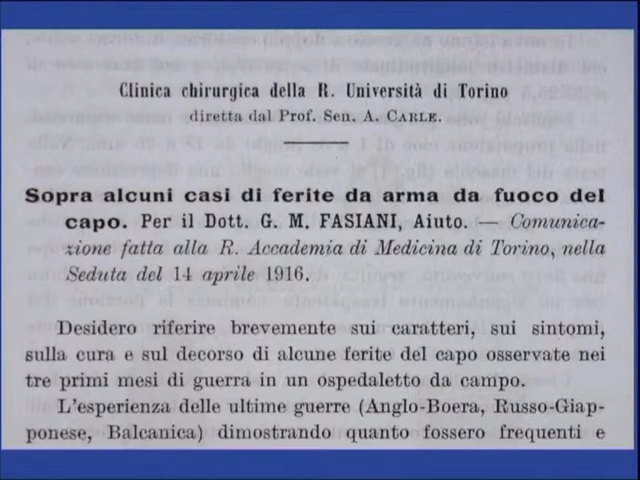 Clinica chirurgica della R. Università di Torino
diretta dal Prof. Sen. A. CARLE.
Sopra alcuni casi di ferite da arma da fuoco del
capo. Per il Dott. G. M. FASIANI, Aiuto. — Comunica-
zione fatta alla R. Accademia di Medicina di Torino, nella
Seduta del 14 aprile 1916.
Desidero riferire brevemente sui caratteri, sui sintomi,
sulla cura e sul decorso di alcune ferite del capo osservate nei
tre primi mesi di guerra in un ospedaletto da campo.
L'esperienza delle ultime guerre (Anglo-Boera, Russo-Giap-
ponese, Balcanica) dimostrando quanto fossero frequenti e